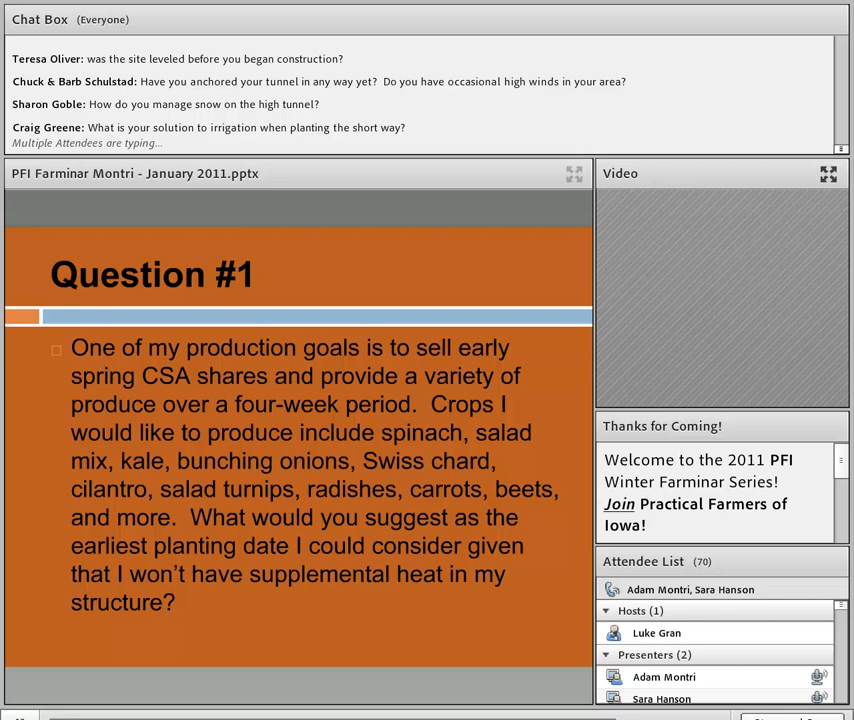 Chat Box (Everyone)
Teresa Oliver: was the site leveled before you began construction?
Chuck & Barb Schulstad: Have you anchored your tunnel in any way yet? Do you have occasional high winds in your area?
Sharon Goble: How do you manage snow on the high tunnel?
Craig Greene: What is your solution to irrigation when planting the short way?
Multiple Attendees are typing...
PFI Farminar Montri - January 2011.pptx
Question #1
One of my production goals is to sell early
spring CSA shares and provide a variety of
produce over a four-week period. Crops I
would like to produce include spinach, salad
mix, kale, bunching onions, Swiss chard,
cilantro, salad turnips, radishes, carrots, beets,
and more. What would you suggest as the
earliest planting date I could consider given
that I won't have supplemental heat in my
structure?
Video
Thanks for Coming!
Welcome to the 2011 PFI
Winter Farminar Series!
Join Practical Farmers of
Iowa!
Attendee List (70)
Adam Montri, Sara Hanson
Hosts (1)
Luke Gran
Presenters (2)
Adam Montri
Sara Hanson